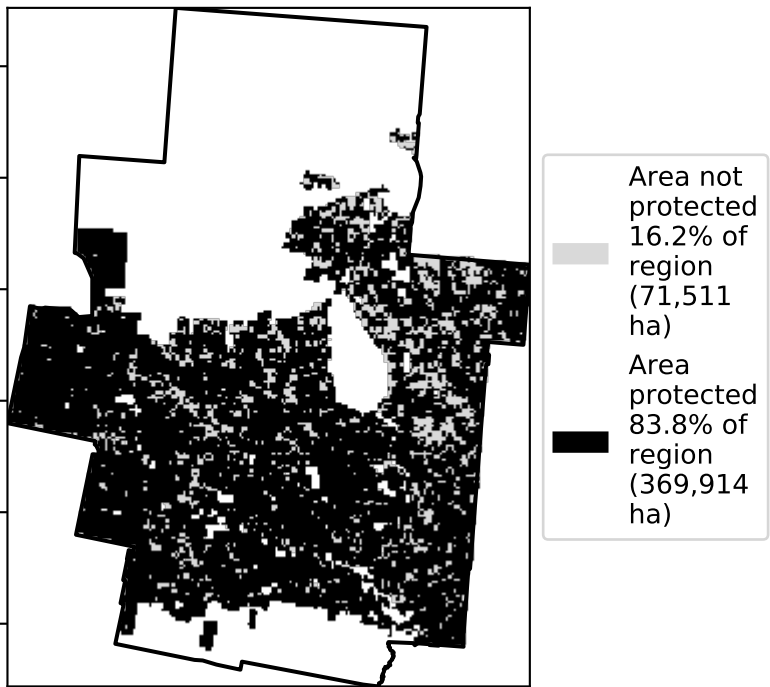 Area not
protected
16.2% of
region
(71,511
ha)
Area
protected
83.8% of
region
(369,914
ha)